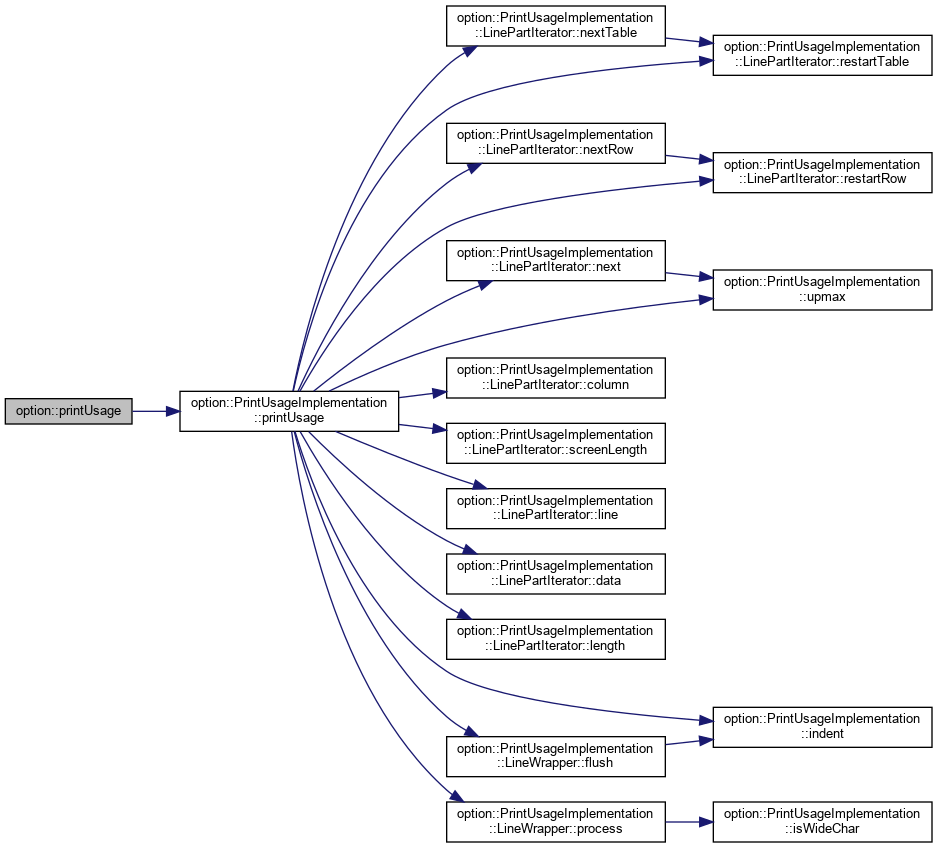 option::printUsage
option::PrintUsageImplementation
::printUsage
option::PrintUsageImplementation
::LinePartIterator::nextTable
option::PrintUsageImplementation
::LinePartIterator::restartTable
option::PrintUsageImplementation
::LinePartIterator::nextRow
option::PrintUsageImplementation
::LinePartIterator::restartRow
option::PrintUsageImplementation
::LinePartIterator::next
option::PrintUsageImplementation
::upmax
option::PrintUsageImplementation
::LinePartIterator::column
option::PrintUsageImplementation
::LinePartIterator::screenLength
option::PrintUsageImplementation
::LinePartIterator::line
option::PrintUsageImplementation
::LinePartIterator::data
option::PrintUsageImplementation
::LinePartIterator::length
option::PrintUsageImplementation
::indent
option::PrintUsageImplementation
::LineWrapper::flush
option::PrintUsageImplementation
::LineWrapper::process
option::PrintUsageImplementation
::isWideChar